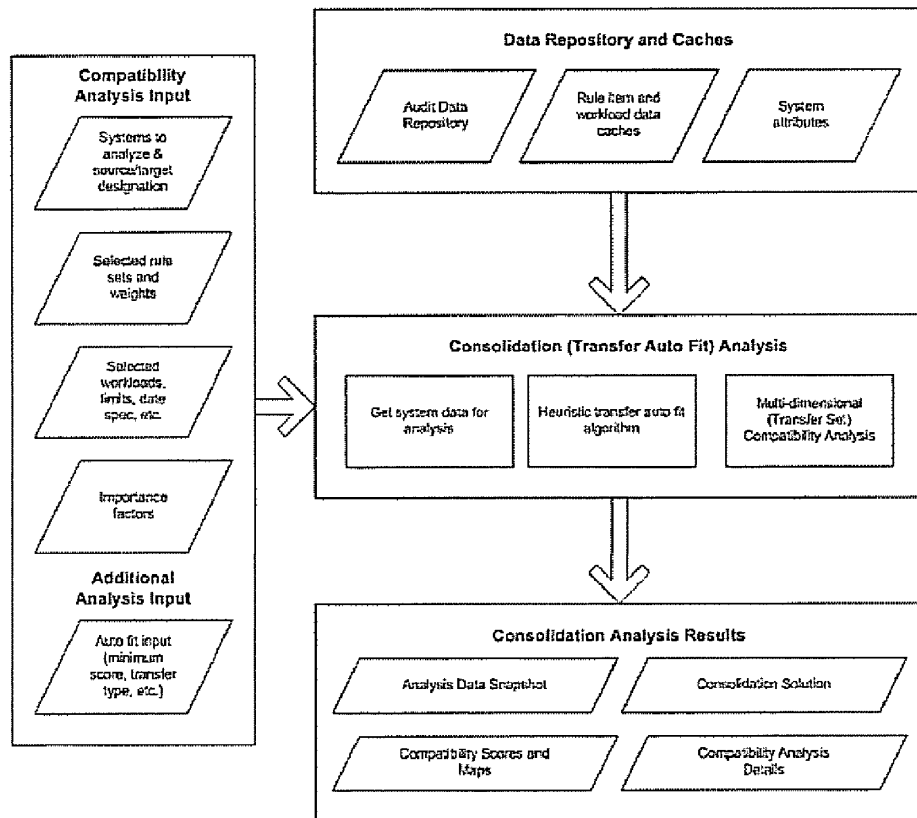 Compatibility
Analysis Input
Systems to
analyze &
source/target
designation
Selected rule
sets and
weights
Selected
workloads,
limits, date
spec, etc.
Importance
factors
Additional
Analysis Input
Auto fit input
(minimum
score, transfer
type, etc.)
Data Repository and Caches
Audit Data
Repository
Rule item and
workload data
caches
System
attributes
Consolidation (Transfer Auto Fit) Analysis
Get system data for
analysis
Heuristic transfer auto fit
algorithm
Multi-dimensional
(Transfer Set)
Compatibility Analysis
Consolidation Analysis Results
Analysis Data Snapshot
Consolidation Solution
Compatibility Scores and
Maps
Compatibility Analysis
Details